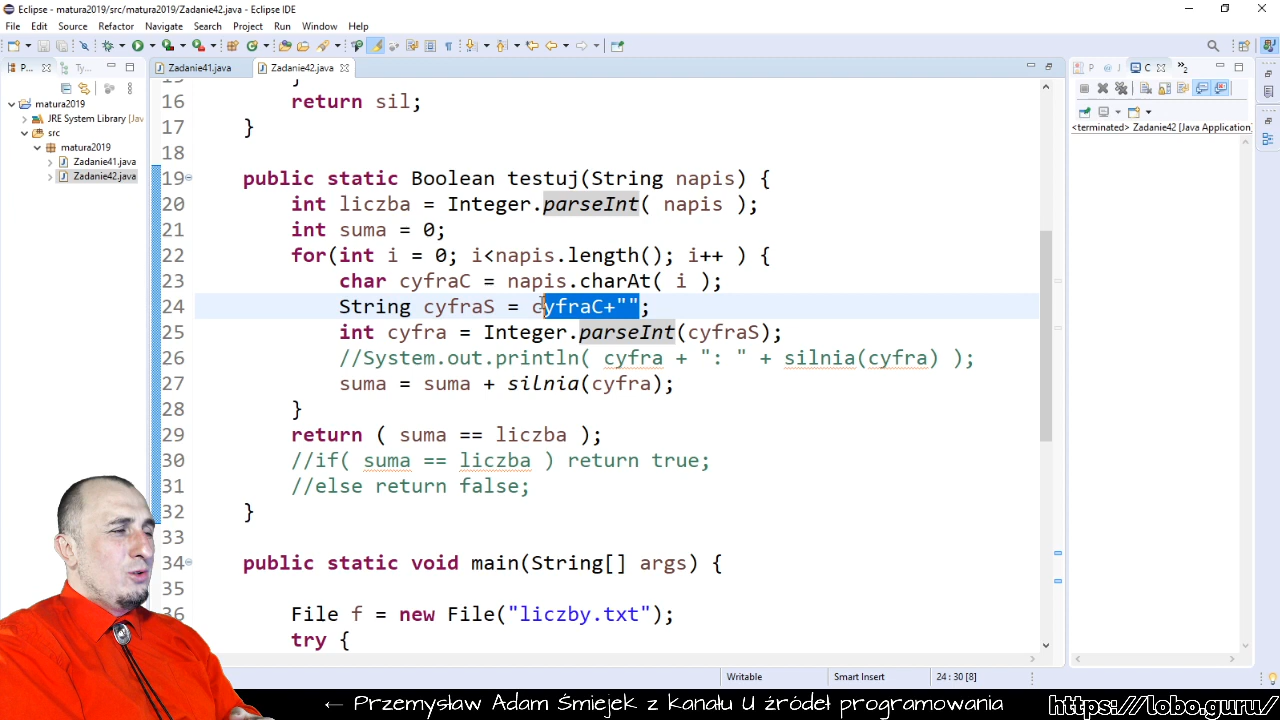 Eclipse - matura2019/src/matura2019/Zadanie42.java - Eclipse IDE
File Edit Source Refactor Navigate Search Project Run Window Help
P... Ty... Zadanie41.java Zadanie42.java P @ J C »2
matura2019
JRE System Library [Jav
src
matura2019
Zadanie41.java
Zadanie42.java
<terminated> Zadanie42 [Java Application]
16 return sil;
17 }
18
19 public static Boolean testuj(String napis) {
20 int liczba = Integer.parseInt( napis );
21 int suma = 0;
22 for(int i = 0; i<napis.length(); i++ ) {
23 char cyfraC = napis.charAt( i );
24 String cyfraS = cyfraC+"";
25 int cyfra = Integer.parseInt(cyfraS);
26 //System.out.println( cyfra + ": " + silnia(cyfra) );
27 suma = suma + silnia(cyfra);
28 }
29 return ( suma == liczba );
30 //if( suma == liczba ) return true;
31 //else return false;
32 }
33
34 public static void main(String[] args) {
35
36 File f = new File("liczby.txt");
try {
Writable Smart Insert 24 : 30 [8]
← Przemysław Adam Śmiejek z kanału U źródeł programowania https://lobo.guru/